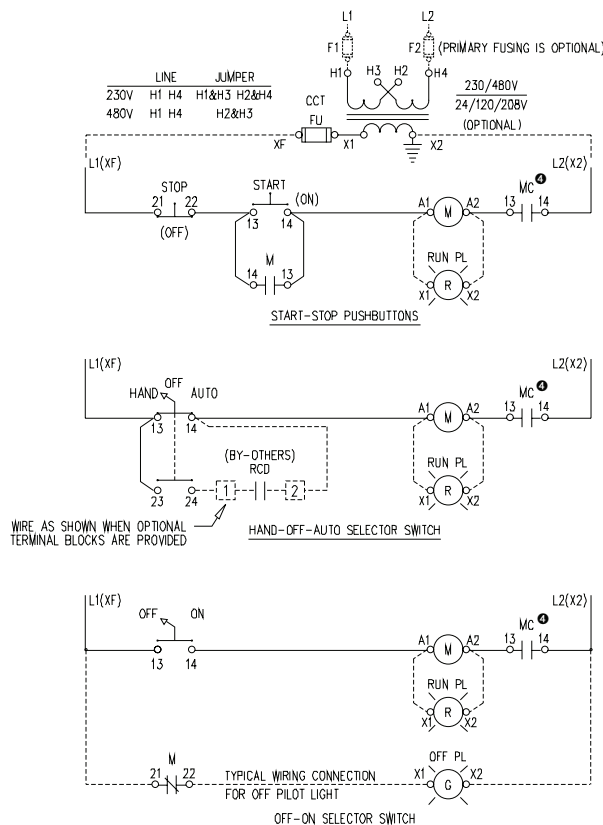 L1 L2
F1 F2 (PRIMARY FUSING IS OPTIONAL)
H1 H3 H2 H4
LINE JUMPER
230V H1 H4 H1&H3 H2&H4
480V H1 H4 H2&H3
230/480V
24/120/208V
(OPTIONAL)
CCT
FU
XF X1 X2
L1(XF) L2(X2)
STOP START MC ❹
21 22 (ON) A1 M A2 13 14
(OFF) 13 14
M RUN PL
14 13 X1 R X2
START-STOP PUSHBUTTONS
L1(XF) L2(X2)
HAND OFF AUTO MC ❹
13 14 A1 M A2 13 14
(BY-OTHERS) RUN PL
RCD
23 24 1 2 X1 R X2
WIRE AS SHOWN WHEN OPTIONAL
TERMINAL BLOCKS ARE PROVIDED
HAND-OFF-AUTO SELECTOR SWITCH
L1(XF) L2(X2)
OFF ON MC ❹
13 14 A1 M A2 13 14
RUN PL
X1 R X2
M OFF PL
21 22 X1 G X2
TYPICAL WIRING CONNECTION
FOR OFF PILOT LIGHT
OFF-ON SELECTOR SWITCH